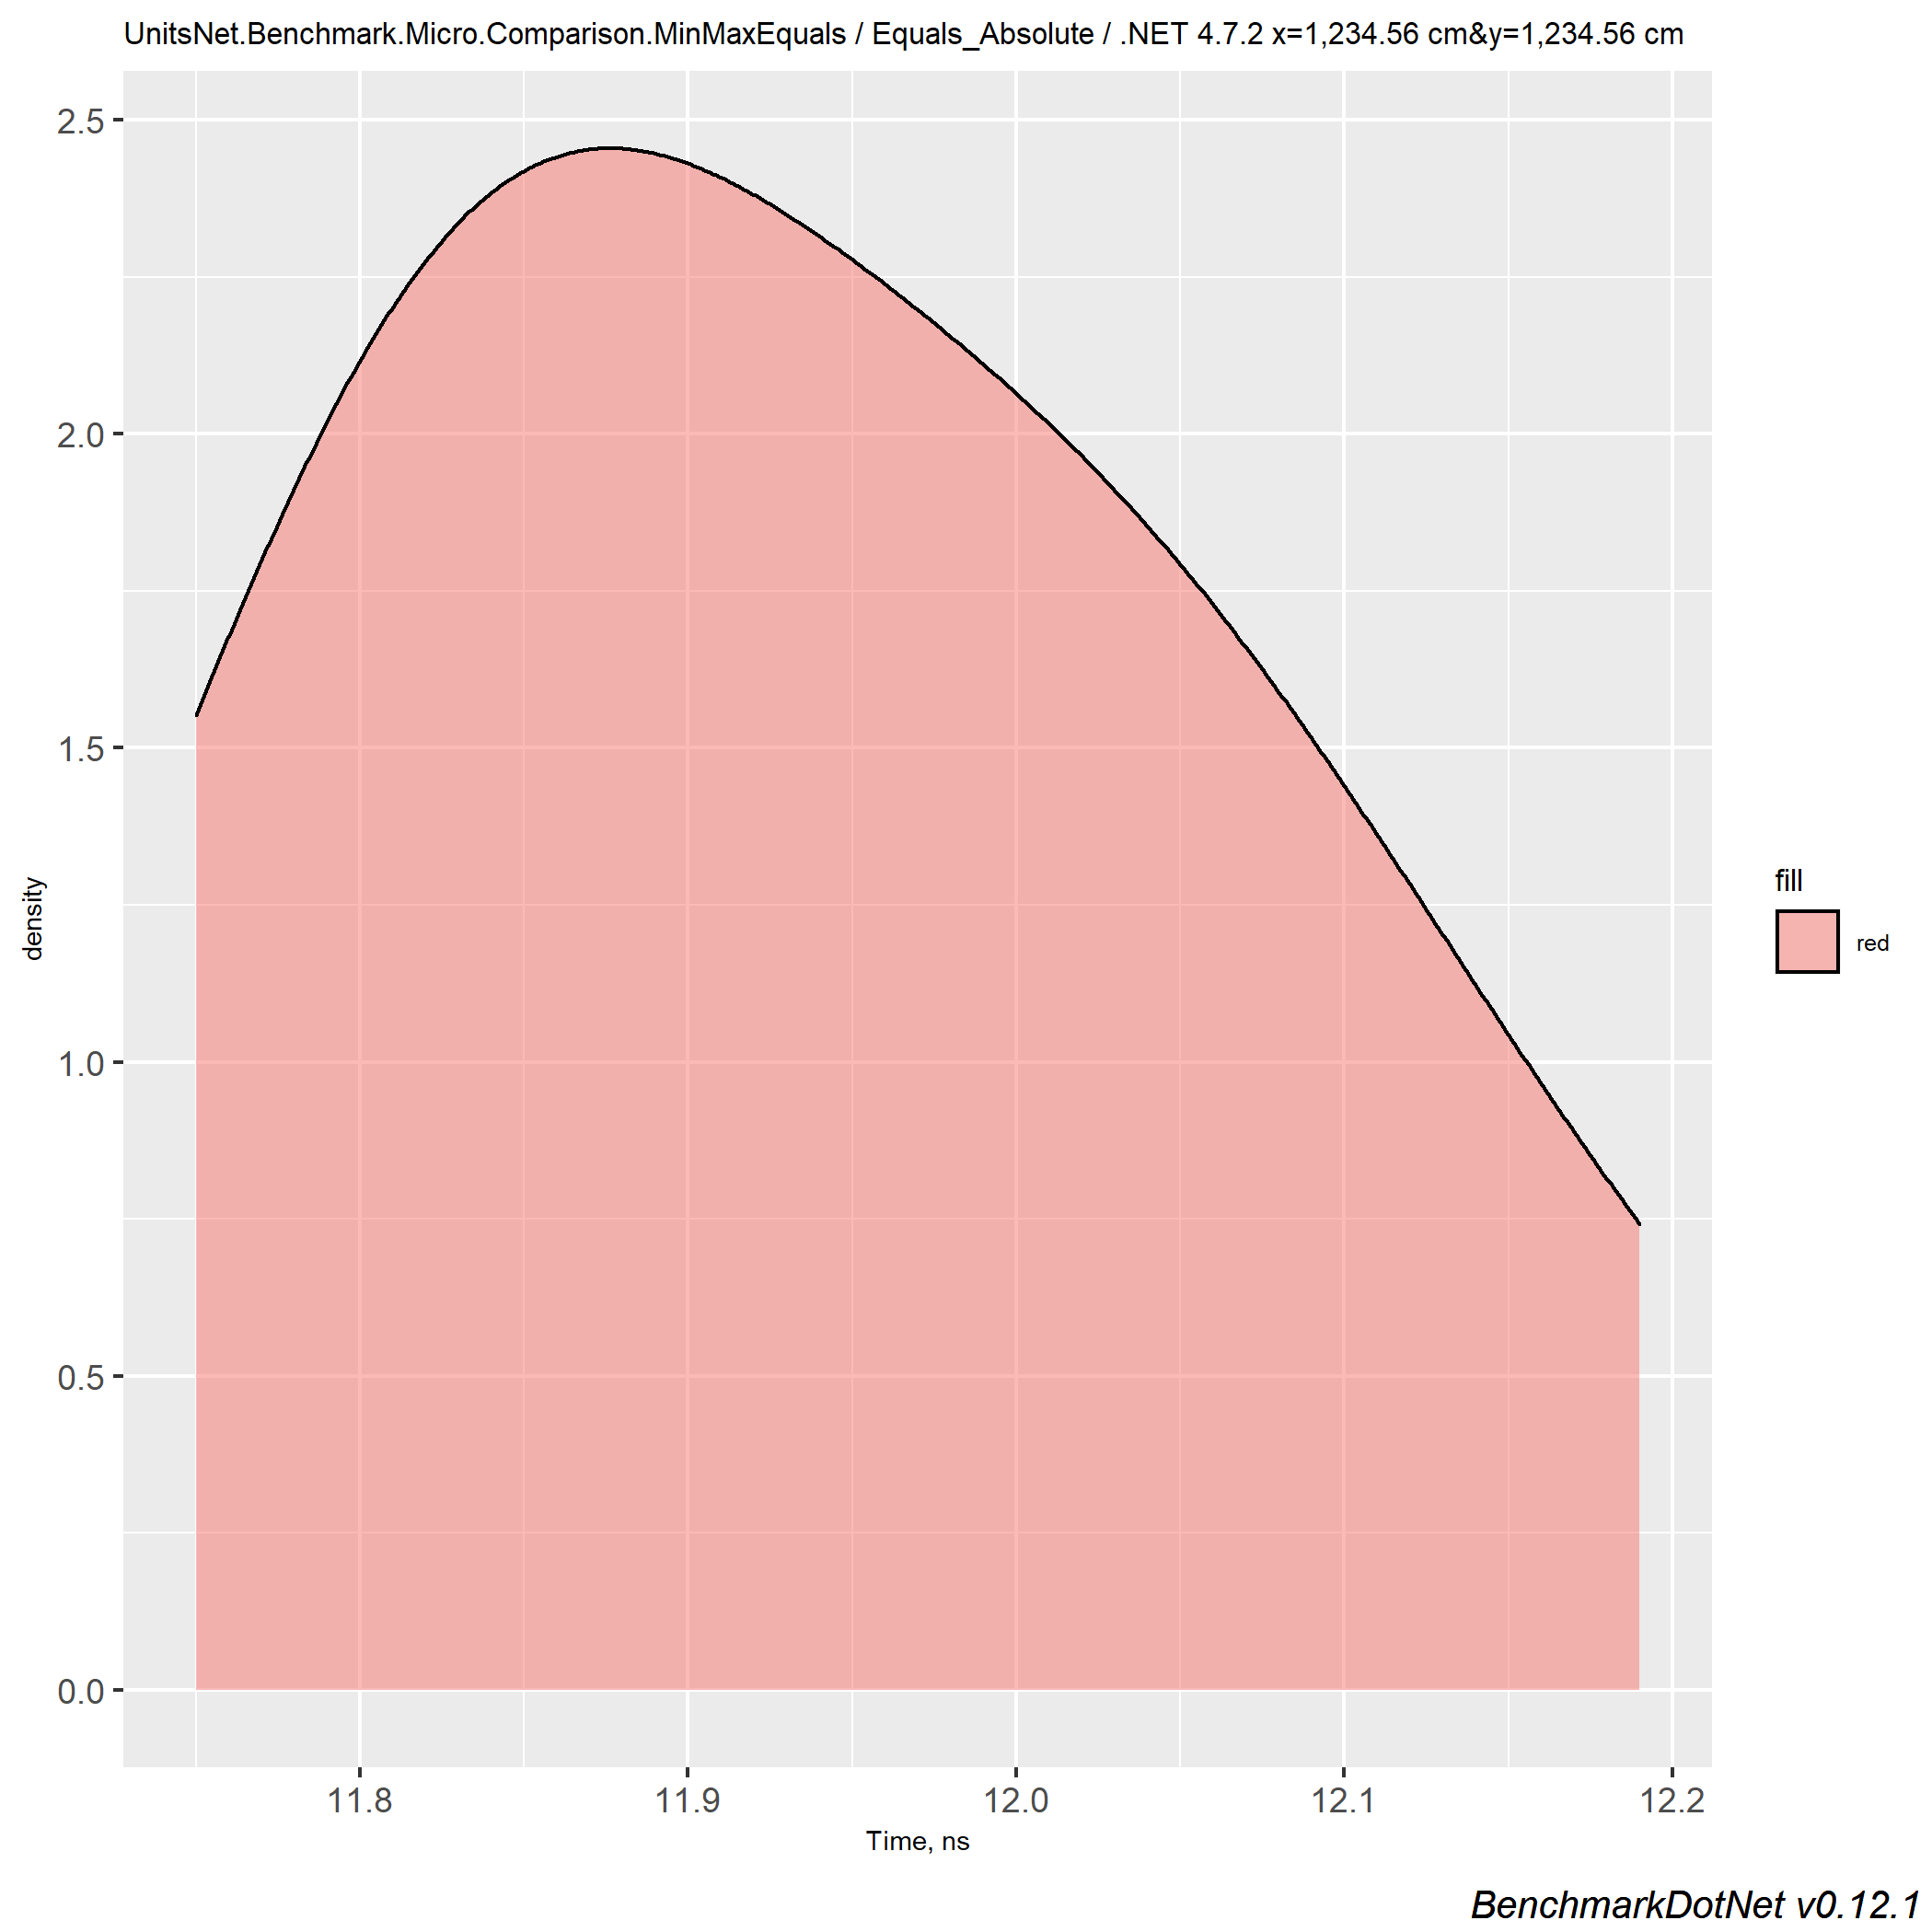 UnitsNet.Benchmark.Micro.Comparison.MinMaxEquals / Equals_Absolute / .NET 4.7.2 x=1,234.56 cm&y=1,234.56 cm
2.5
2.0
1.5
1.0
0.5
0.0
density
11.8 11.9 12.0 12.1 12.2
Time, ns
fill
red
BenchmarkDotNet v0.12.1